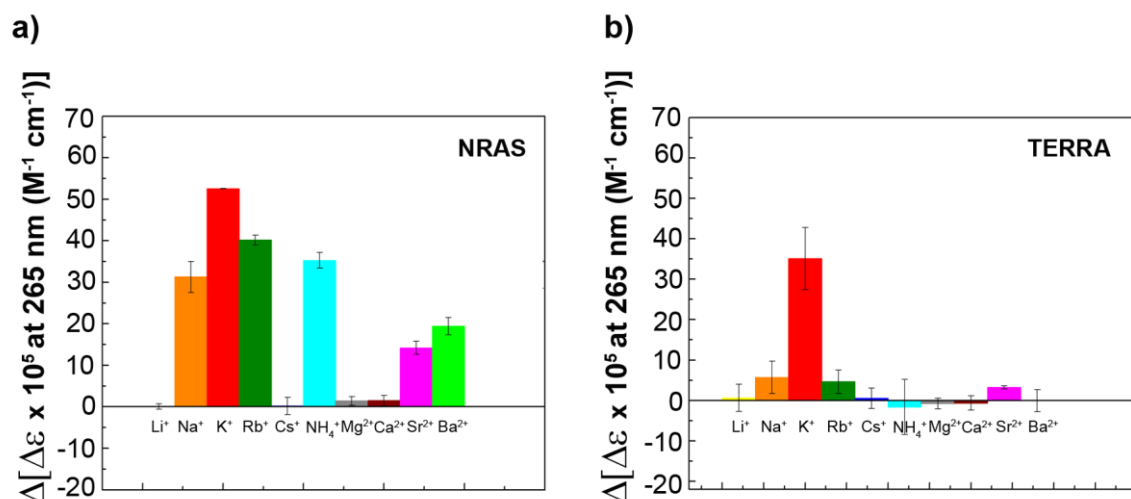 a)
Δ[Δε x 10⁵ at 265 nm (M⁻¹ cm⁻¹)]
70
60
50
40
30
20
10
0
-10
-20
NRAS
Li⁺ Na⁺ K⁺ Rb⁺ Cs⁺ NH₄⁺ Mg²⁺ Ca²⁺ Sr²⁺ Ba²⁺
b)
Δ[Δε x 10⁵ at 265 nm (M⁻¹ cm⁻¹)]
70
60
50
40
30
20
10
0
-10
-20
TERRA
Li⁺ Na⁺ K⁺ Rb⁺ Cs⁺ NH₄⁺ Mg²⁺ Ca²⁺ Sr²⁺ Ba²⁺